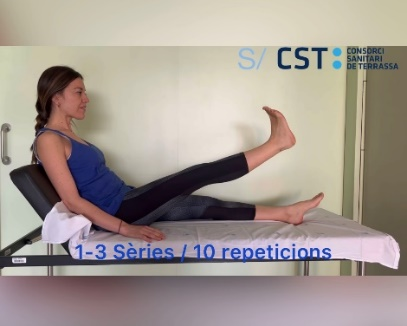 S/ CST
CONSORCI
SANITARI
DE TERRASSA
1-3 Sèries / 10 repeticions